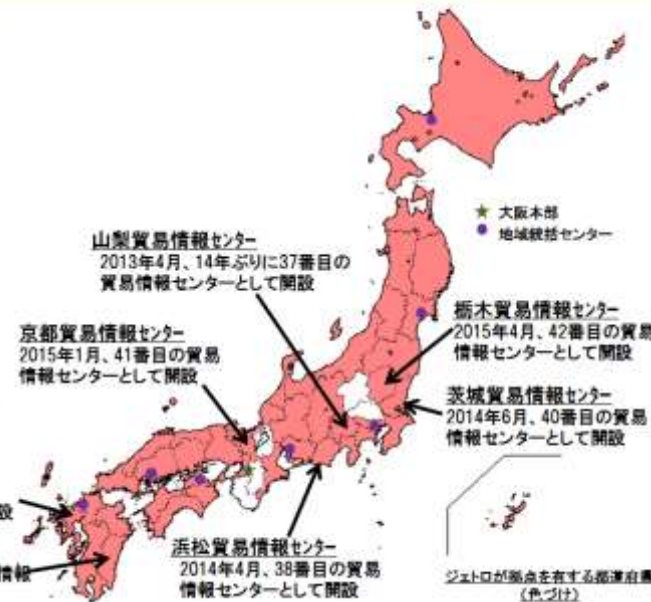 ★ 大阪本部
● 地域統括センター
山梨貿易情報センター
2013年4月、14年ぶりに37番目の
貿易情報センターとして開設
栃木貿易情報センター
2015年4月、42番目の貿易
情報センターとして開設
京都貿易情報センター
2015年1月、41番目の貿易
情報センターとして開設
茨城貿易情報センター
2014年6月、40番目の貿易
情報センターとして開設
設
情報
浜松貿易情報センター
2014年4月、38番目の貿易
情報センターとして開設
ジェトロが拠点を有する都道府県
(色づけ)